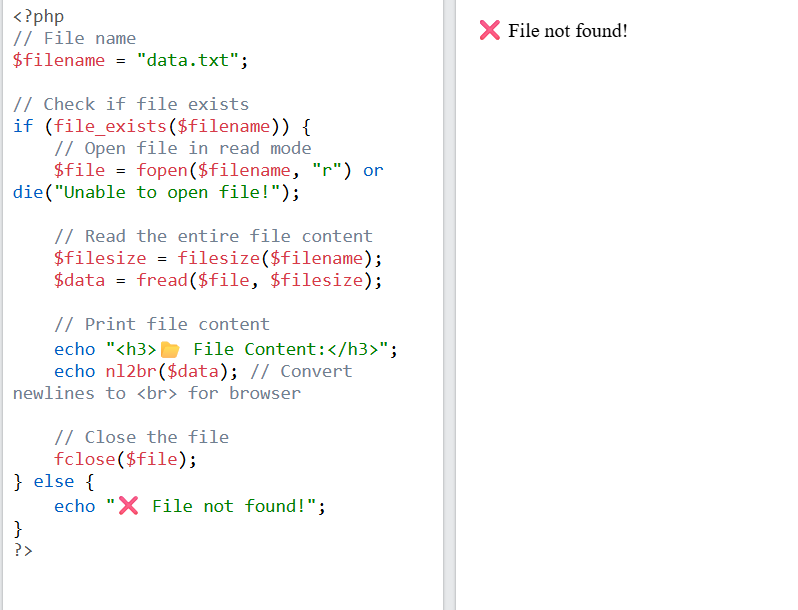 <?php
// File name
$filename = "data.txt";
// Check if file exists
if (file_exists($filename)) {
    // Open file in read mode
    $file = fopen($filename, "r") or
die("Unable to open file!");
    // Read the entire file content
    $filesize = filesize($filename);
    $data = fread($file, $filesize);
    // Print file content
    echo "<h3>📂 File Content:</h3>";
    echo nl2br($data); // Convert
newlines to <br> for browser
    // Close the file
    fclose($file);
} else {
    echo "❌ File not found!";
}
?>
❌ File not found!